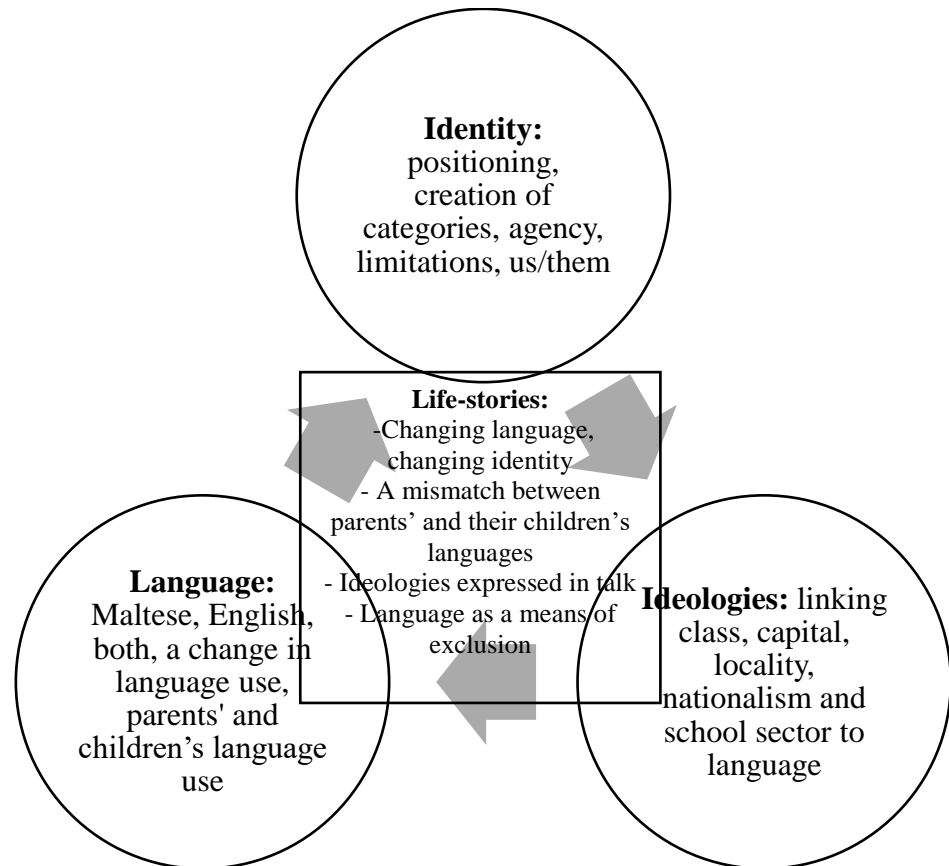 Identity:
positioning,
creation of
categories, agency,
limitations, us/them
Life-stories:
-Changing language,
changing identity
- A mismatch between
parents’ and their children’s
languages
- Ideologies expressed in talk
- Language as a means of
exclusion
Language:
Maltese, English,
both, a change in
language use,
parents' and
children’s language
use
Ideologies: linking
class, capital,
locality,
nationalism and
school sector to
language